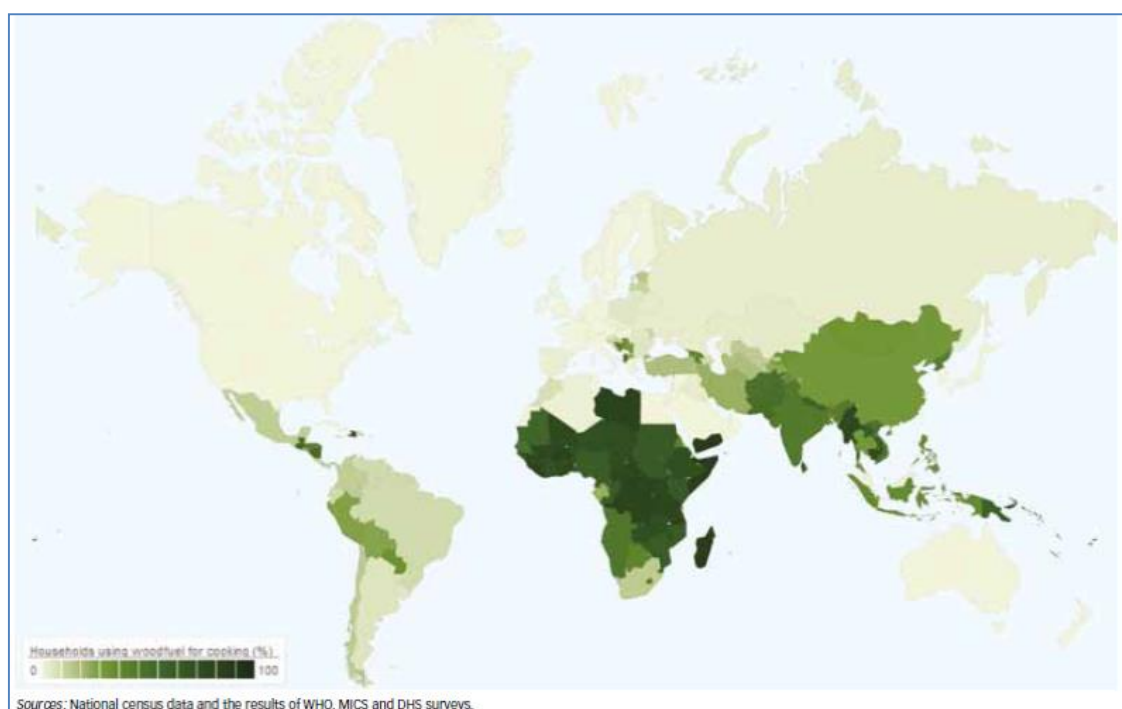 Households using woodfuel for cooking (%)
0 100
Sources: National census data and the results of WHO, MICS and DHS surveys.